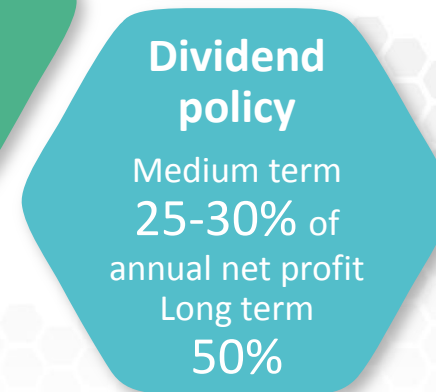 Dividend
policy
Medium term
25-30% of
annual net profit
Long term
50%